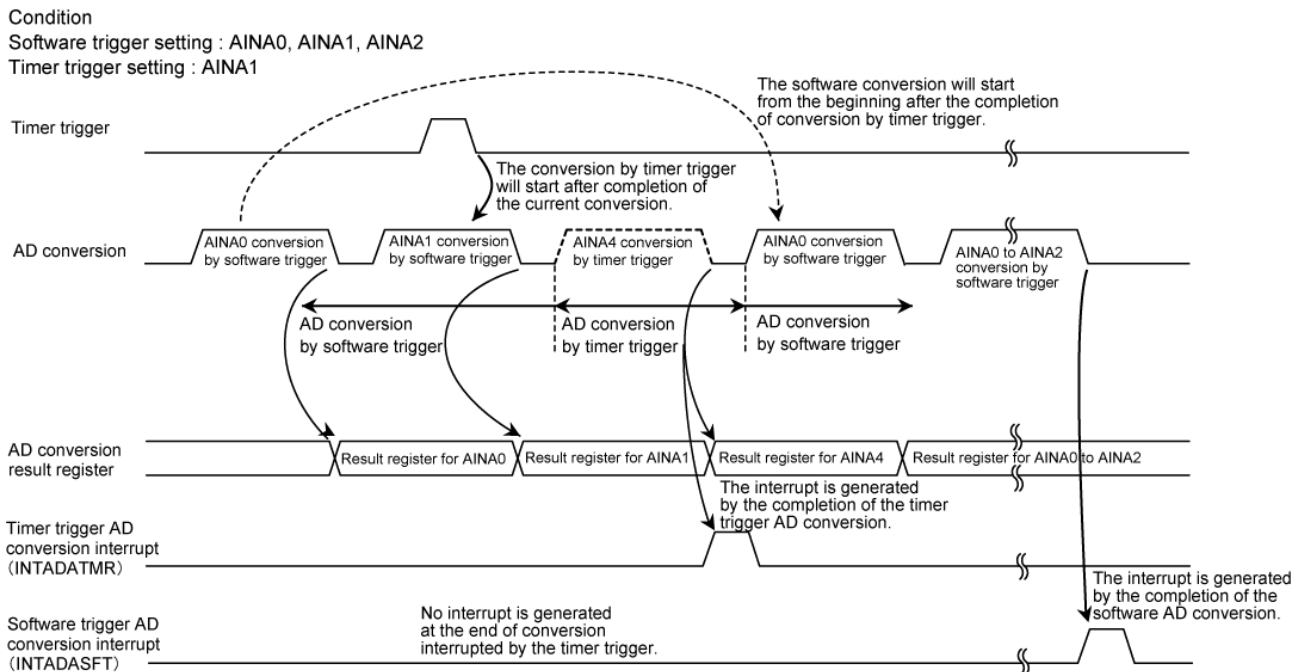 Condition
Software trigger setting : AINA0, AINA1, AINA2
Timer trigger setting : AINA1
The software conversion will start
from the beginning after the completion
of conversion by timer trigger.
Timer trigger
The conversion by timer trigger
will start after completion of
the current conversion.
AD conversion
AINA0 conversion
by software trigger
AINA1 conversion
by software trigger
AINA4 conversion
by timer trigger
AINA0 conversion
by software trigger
AINA0 to AINA2
conversion by
software trigger
AD conversion
by software trigger
AD conversion
by timer trigger
AD conversion
by software trigger
AD conversion
result register
Result register for AINA0
Result register for AINA1
Result register for AINA4
Result register for AINA0 to AINA2
The interrupt is generated
by the completion of the timer
trigger AD conversion.
Timer trigger AD
conversion interrupt
(INTADATMR)
The interrupt is generated
by the completion of the
software AD conversion.
No interrupt is generated
at the end of conversion
interrupted by the timer trigger.
Software trigger AD
conversion interrupt
(INTADASFT)